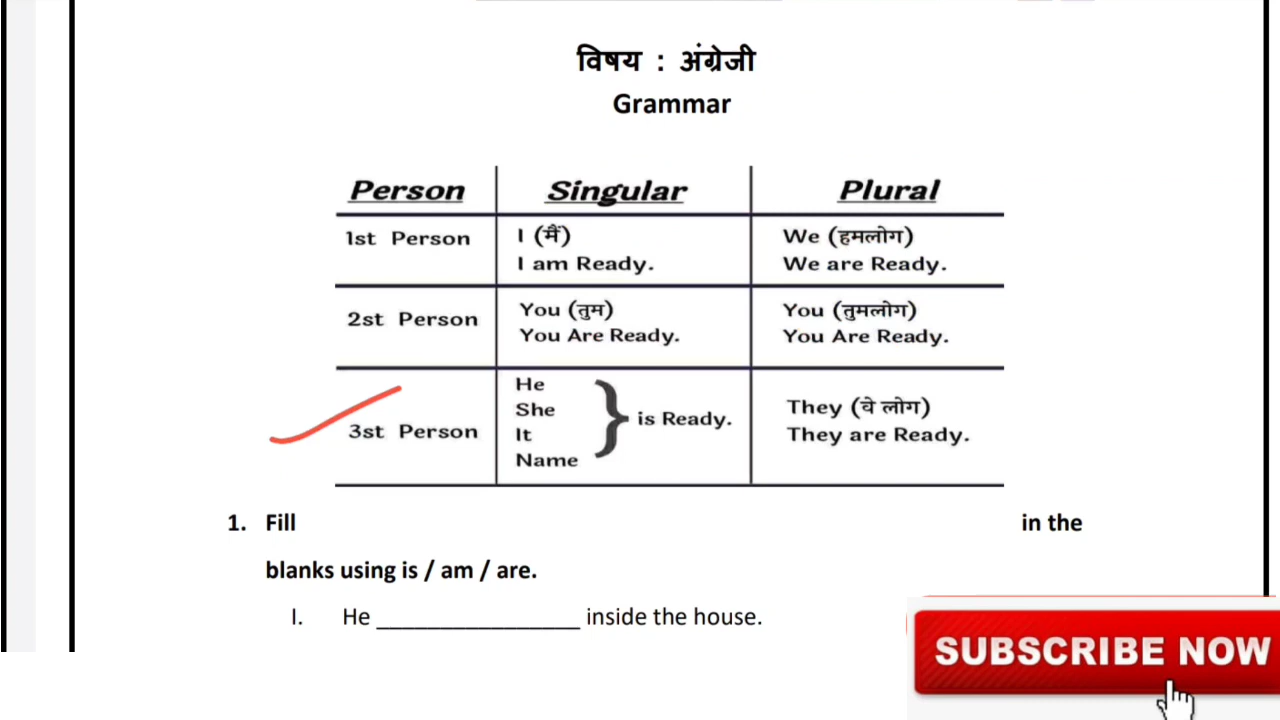 विषय : अंग्रेजी
Grammar
Person Singular Plural
1st Person I (मैं) We (हमलोग)
I am Ready. We are Ready.
2st Person You (तुम) You (तुमलोग)
You Are Ready. You Are Ready.
3st Person He They (वे लोग)
She is Ready. They are Ready.
It
Name
1. Fill in the
blanks using is / am / are.
I. He ________________ inside the house.
SUBSCRIBE NOW